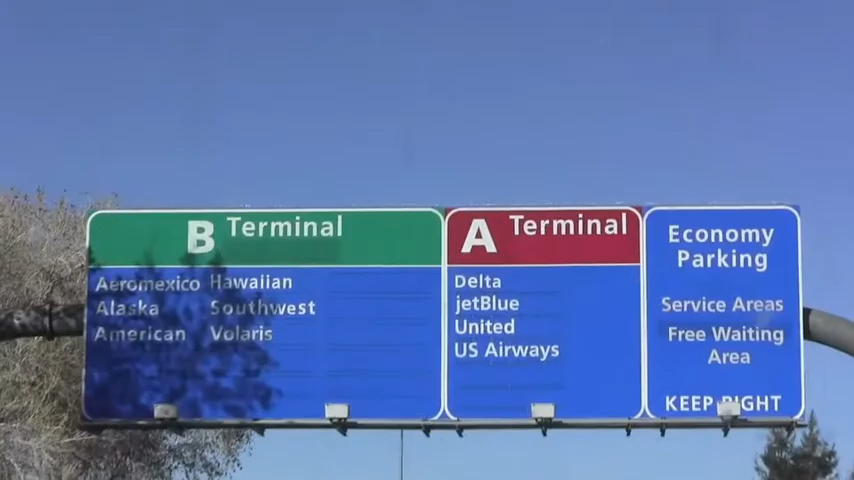 B Terminal
Aeromexico Hawaiian
Alaska Southwest
American Volaris
A Terminal
Delta
jetBlue
United
US Airways
Economy
Parking
Service Areas
Free Waiting
Area
KEEP RIGHT